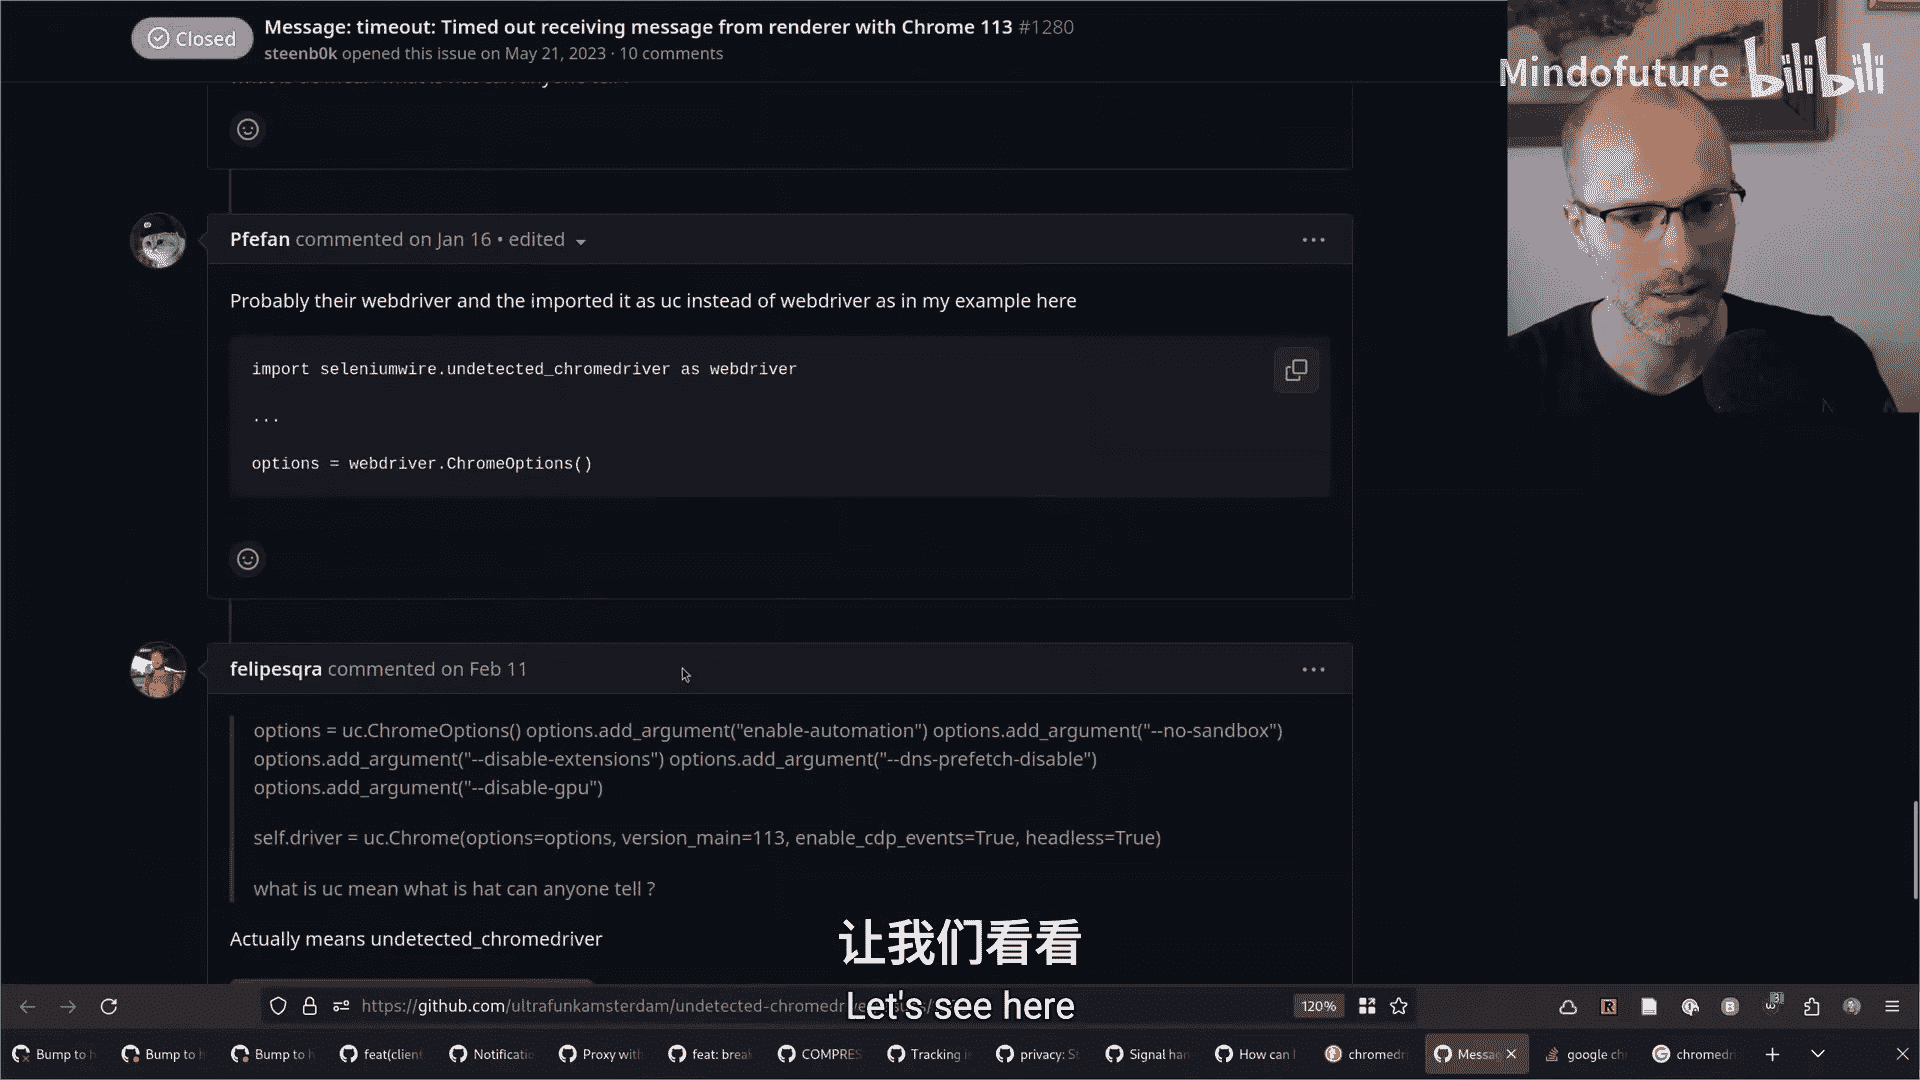 Closed
Message: timeout: Timed out receiving message from renderer with Chrome 113 #1280
steenb0k opened this issue on May 21, 2023 · 10 comments
Mindofuture bilibili
Pfefan commented on Jan 16 • edited
Probably their webdriver and the imported it as uc instead of webdriver as in my example here
import seleniumwire.undetected_chromedriver as webdriver
...
options = webdriver.ChromeOptions()
felipesqra commented on Feb 11
options = uc.ChromeOptions() options.add_argument("enable-automation") options.add_argument("--no-sandbox")
options.add_argument("--disable-extensions") options.add_argument("--dns-prefetch-disable")
options.add_argument("--disable-gpu")
self.driver = uc.Chrome(options=options, version_main=113, enable_cdp_events=True, headless=True)
what is uc mean what is hat can anyone tell ?
Actually means undetected_chromedriver
让我们看看
Let's see here
https://github.com/ultrafunkamsterdam/undetected-chromedr
120%
3
Bump to h
Bump to h
Bump to h
feat(client
Notificatio
Proxy with
feat: brea
COMPRES
Tracking i
privacy: S
Signal han
How can I
chromedr
Messa
google ch
chromedr